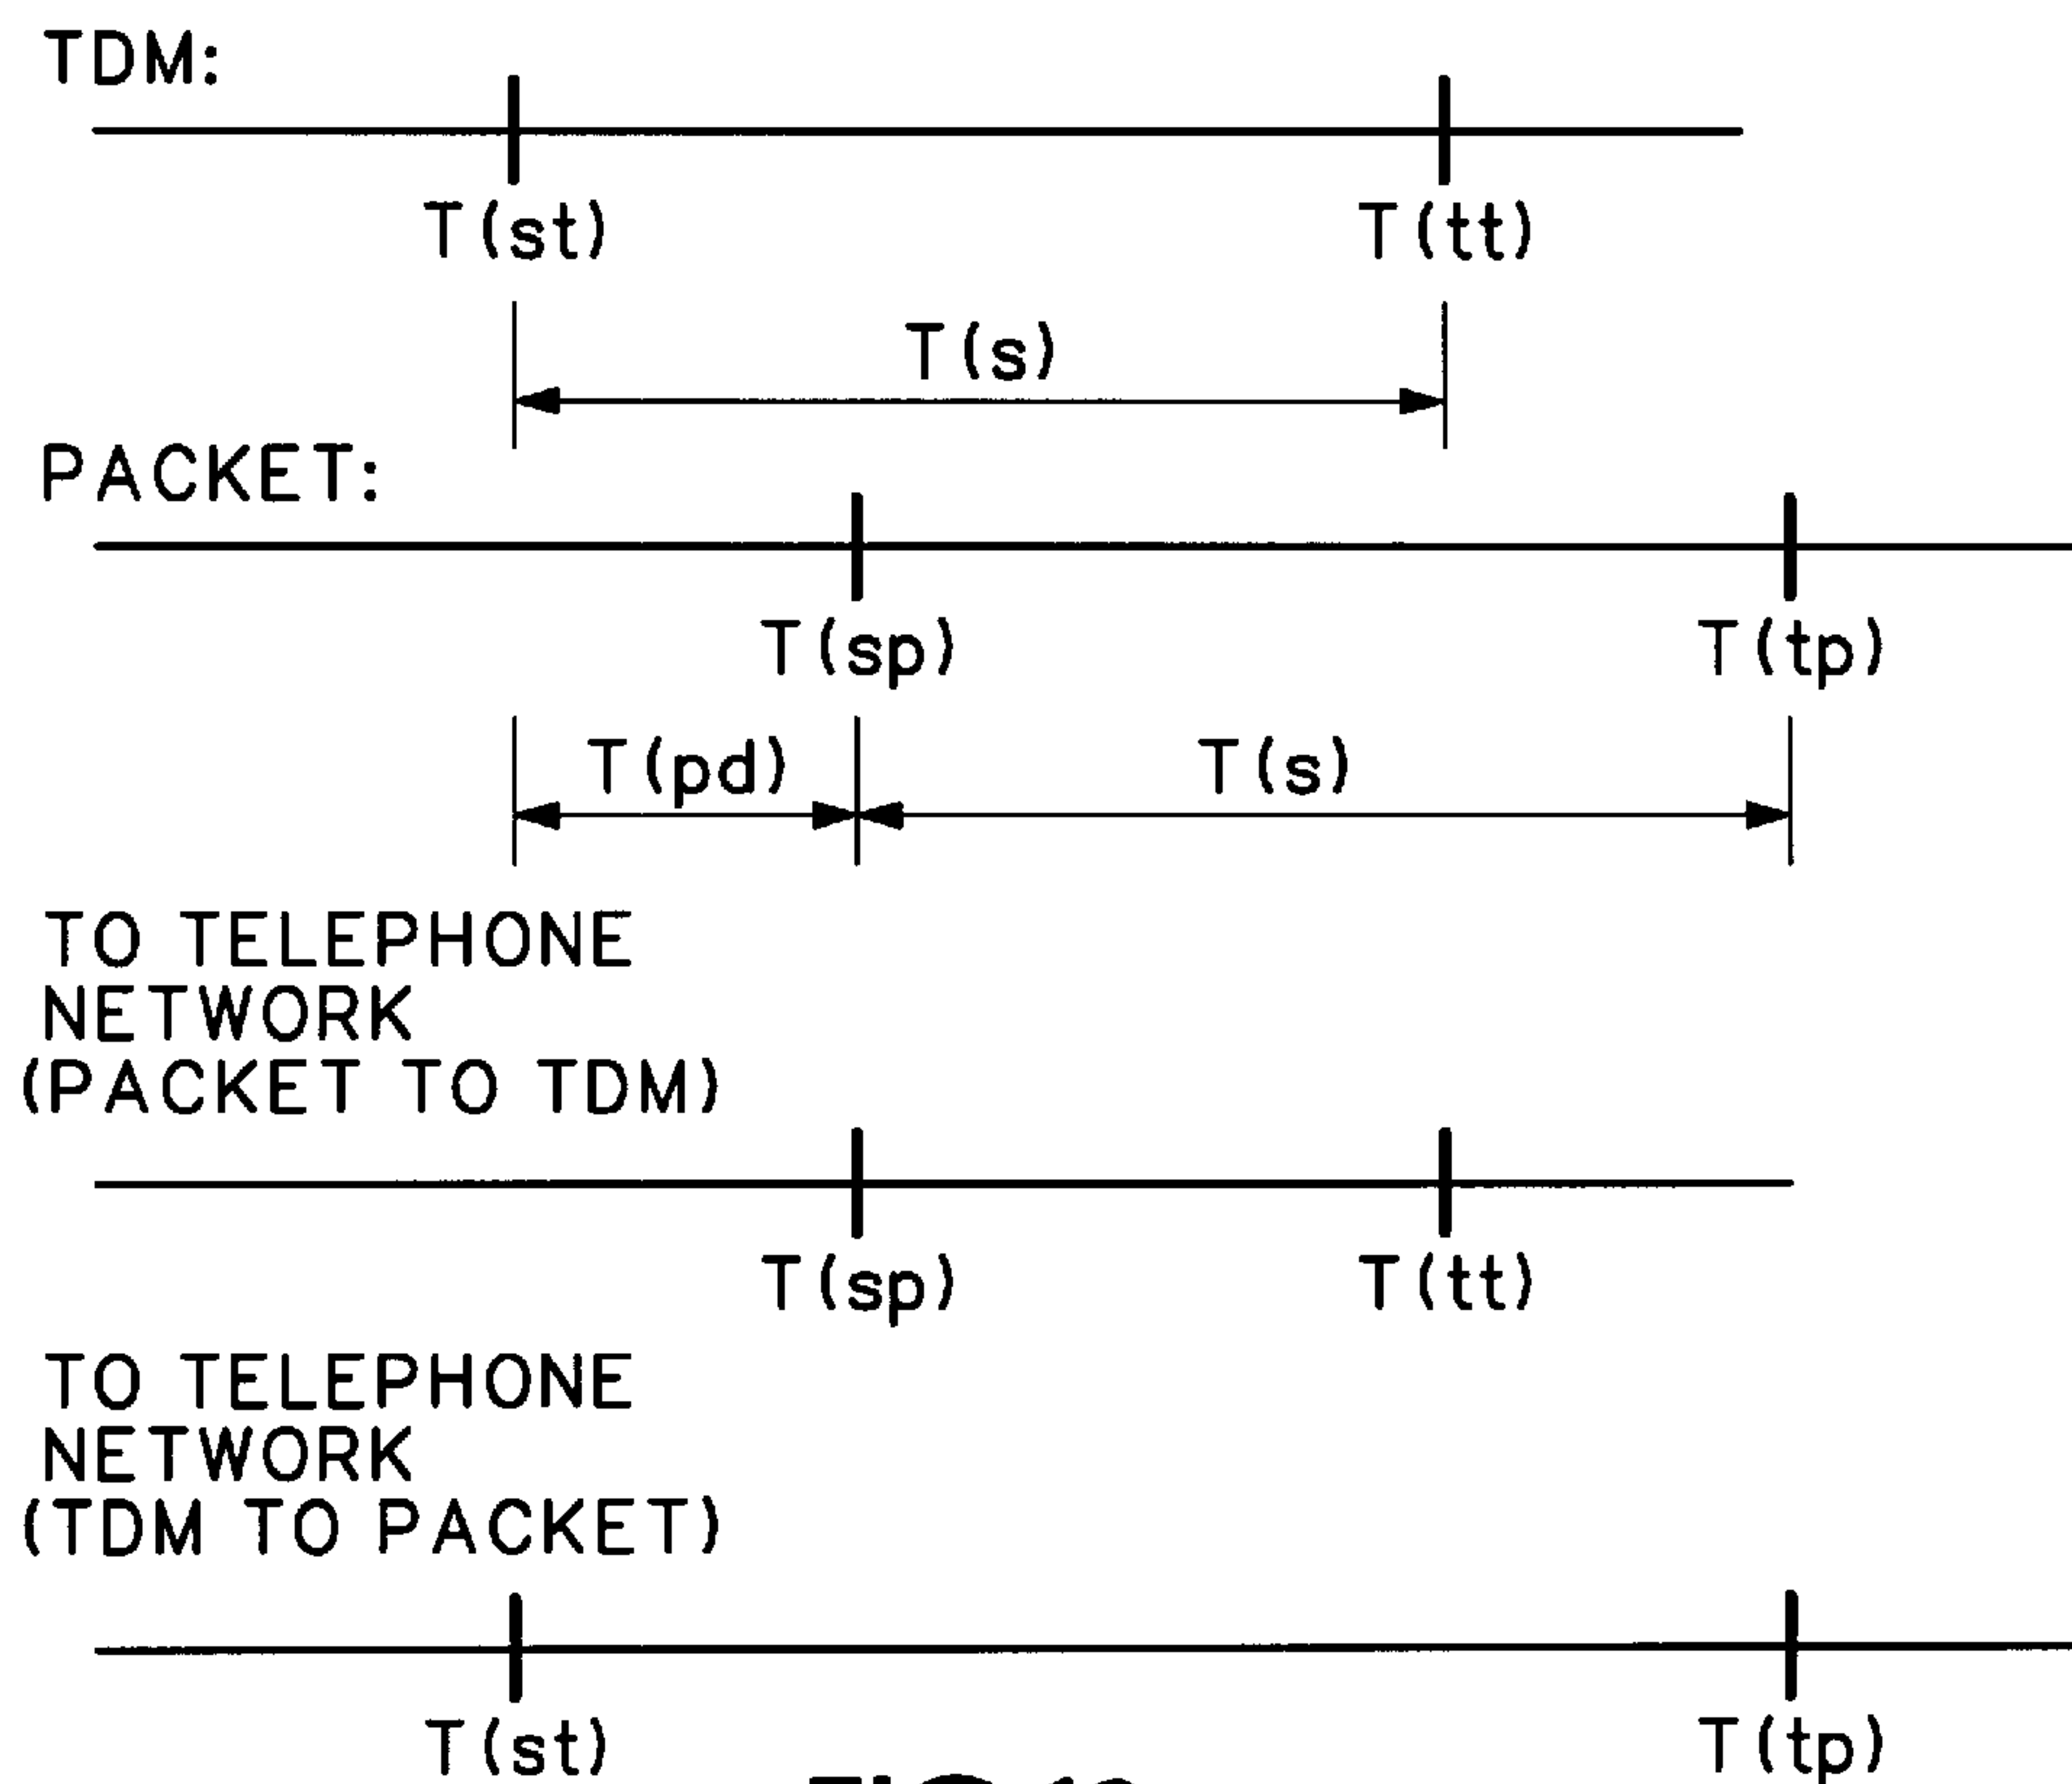 TDM:
T(st) T(tt)
T(s)
PACKET:
T(sp) T(tp)
T(pd) T(s)
TO TELEPHONE
NETWORK
(PACKET TO TDM)
T(sp) T(tt)
TO TELEPHONE
NETWORK
(TDM TO PACKET)
T(st) T(tp)